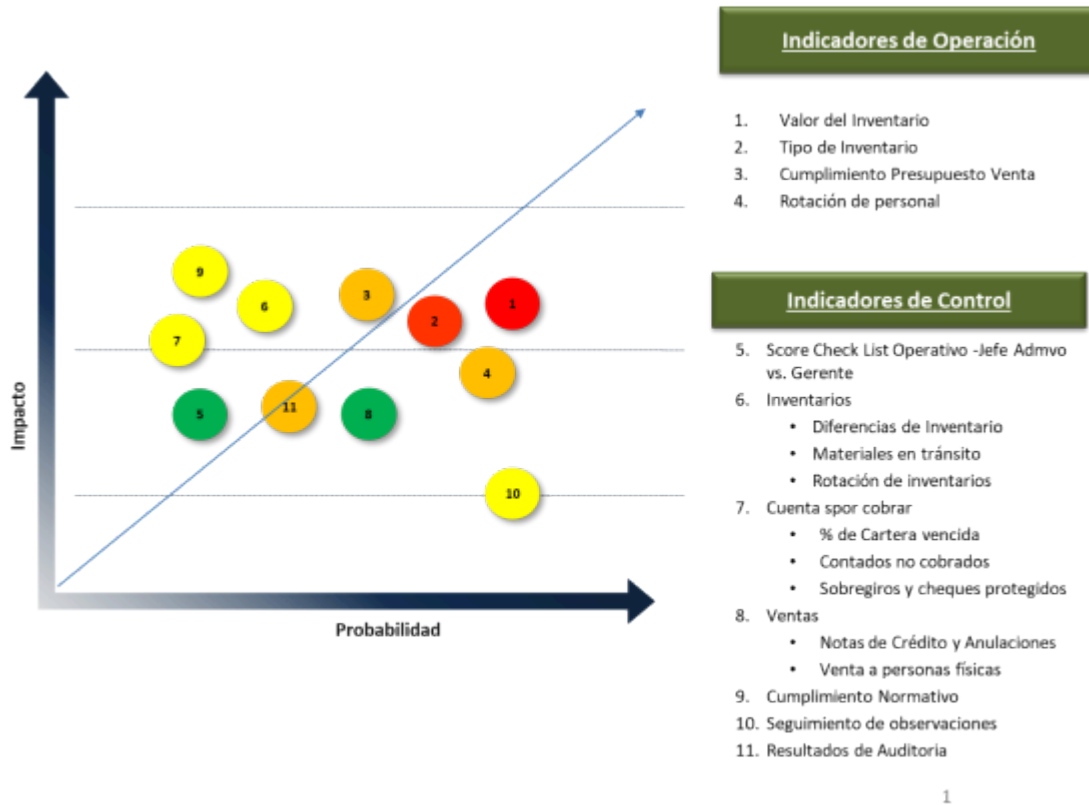 Indicadores de Operación
1. Valor del Inventario
2. Tipo de Inventario
3. Cumplimiento Presupuesto Venta
4. Rotación de personal
Indicadores de Control
5. Score Check List Operativo -Jefe Admvo
vs. Gerente
6. Inventarios
• Diferencias de Inventario
• Materiales en tránsito
• Rotación de inventarios
7. Cuenta spor cobrar
• % de Cartera vencida
• Contados no cobrados
• Sobregiros y cheques protegidos
8. Ventas
• Notas de Crédito y Anulaciones
• Venta a personas físicas
9. Cumplimiento Normativo
10. Seguimiento de observaciones
11. Resultados de Auditoria
Impacto
9
6
3
1
2
7
4
5
11
8
10
Probabilidad
1